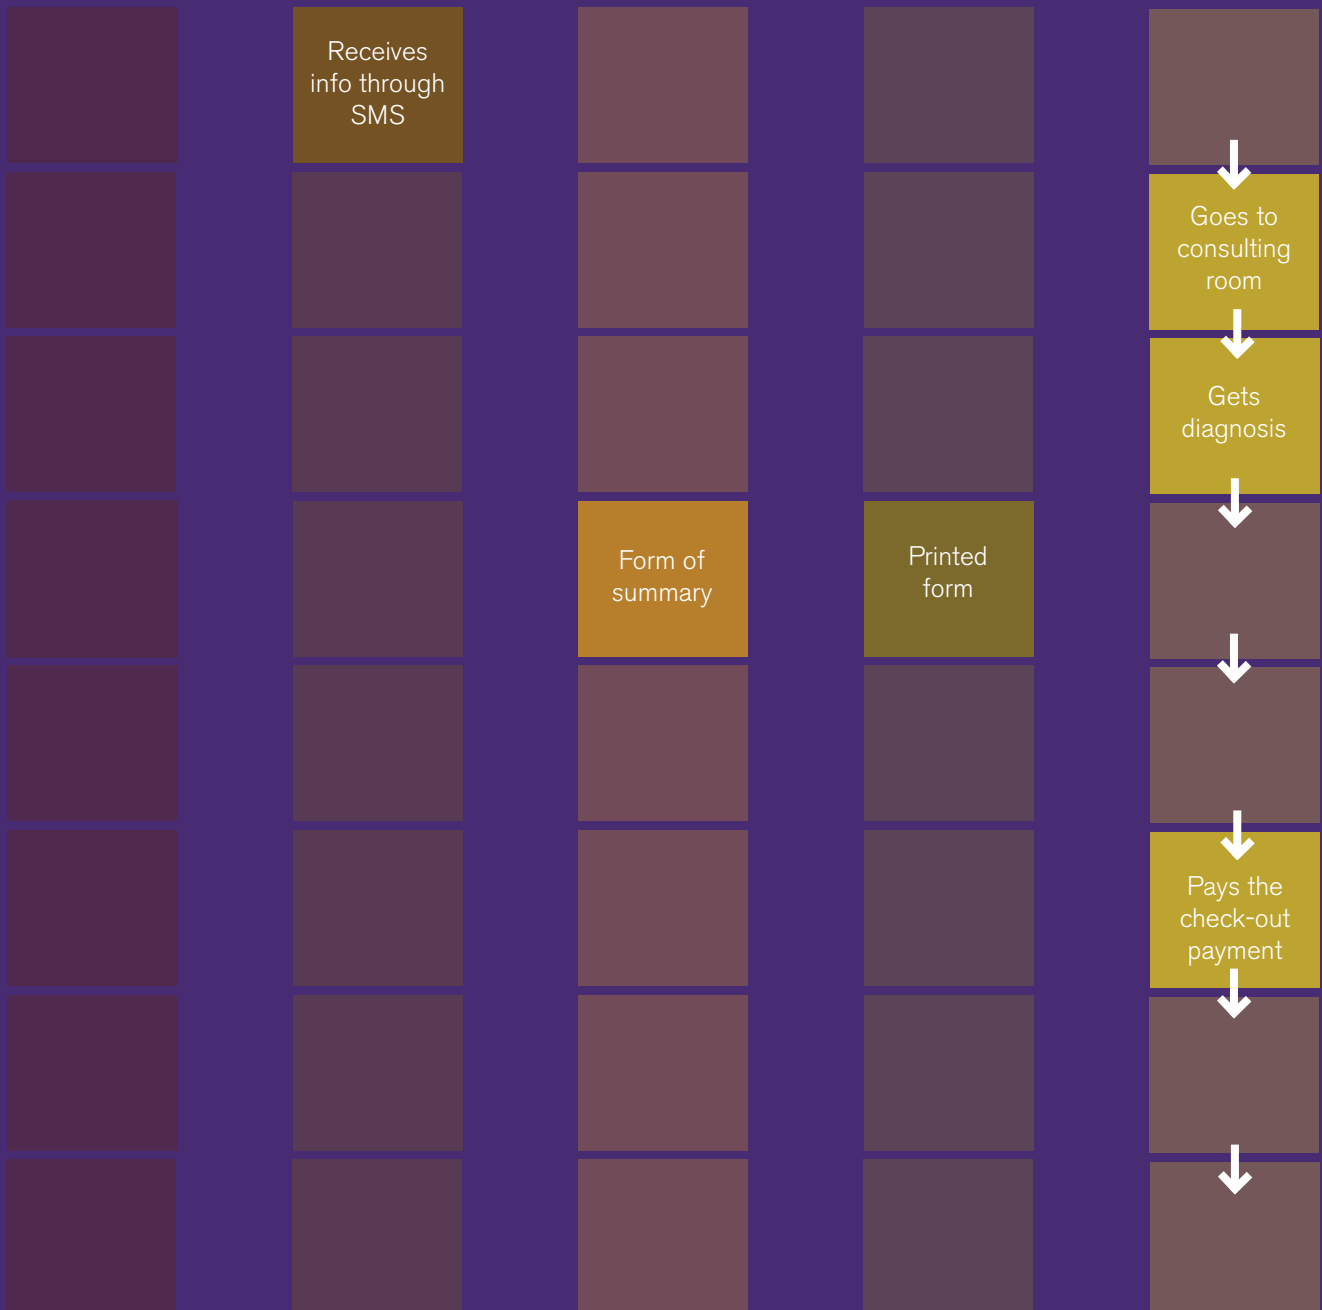 Receives
info through
SMS
Goes to
consulting
room
Gets
diagnosis
Form of
summary
Printed
form
Pays the
check-out
payment